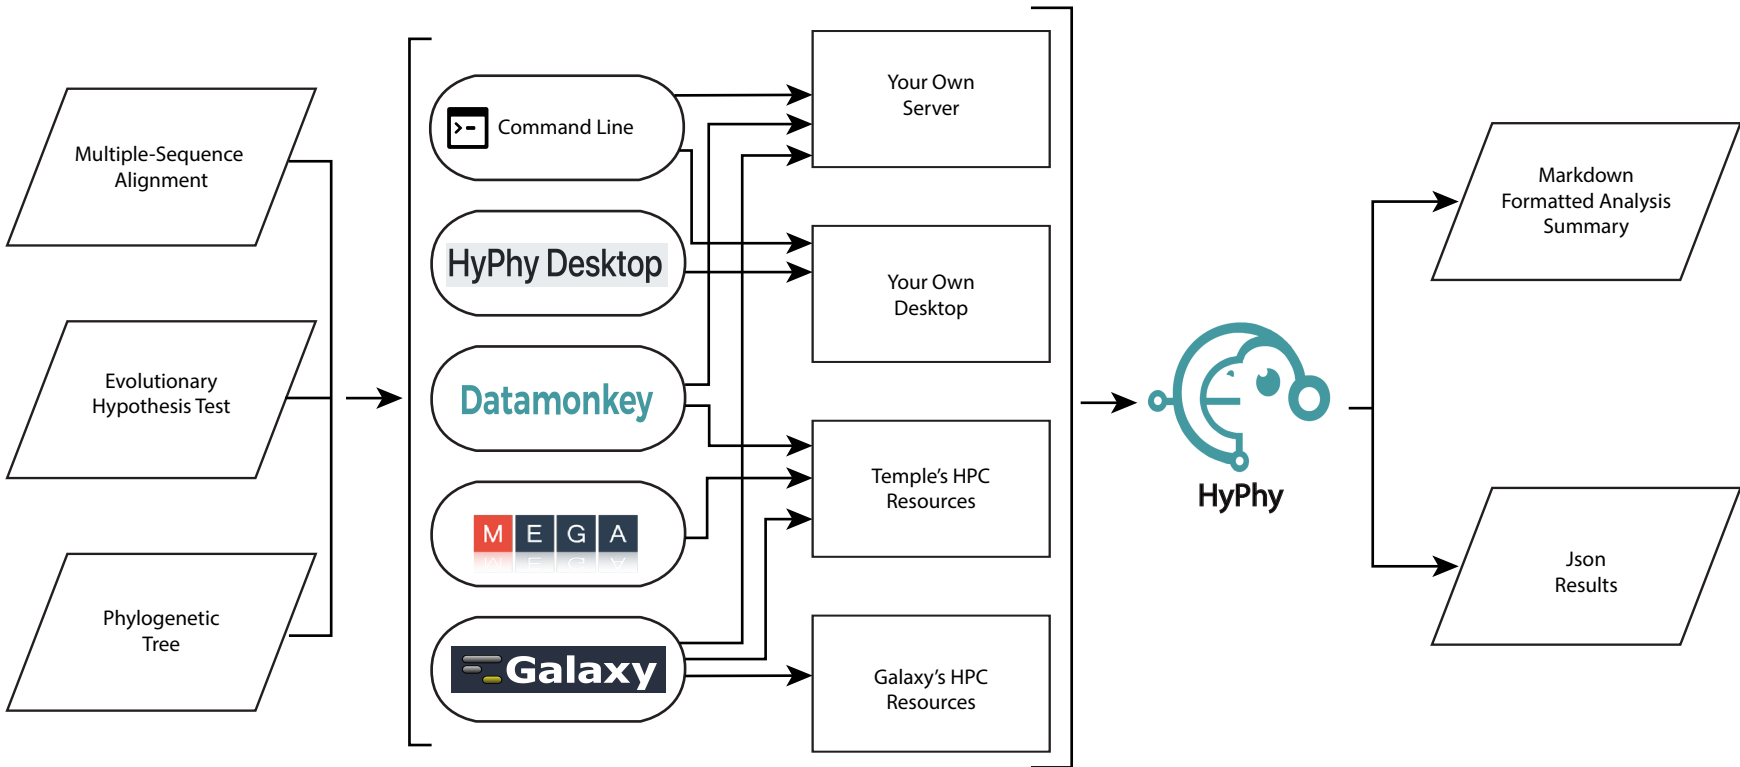 Multiple-Sequence
Alignment
Evolutionary
Hypothesis Test
Phylogenetic
Tree
Command Line
HyPhy Desktop
Datamonkey
MEGA
Galaxy
Your Own
Server
Your Own
Desktop
Temple’s HPC
Resources
Galaxy’s HPC
Resources
HyPhy
Markdown
Formatted Analysis
Summary
Json
Results